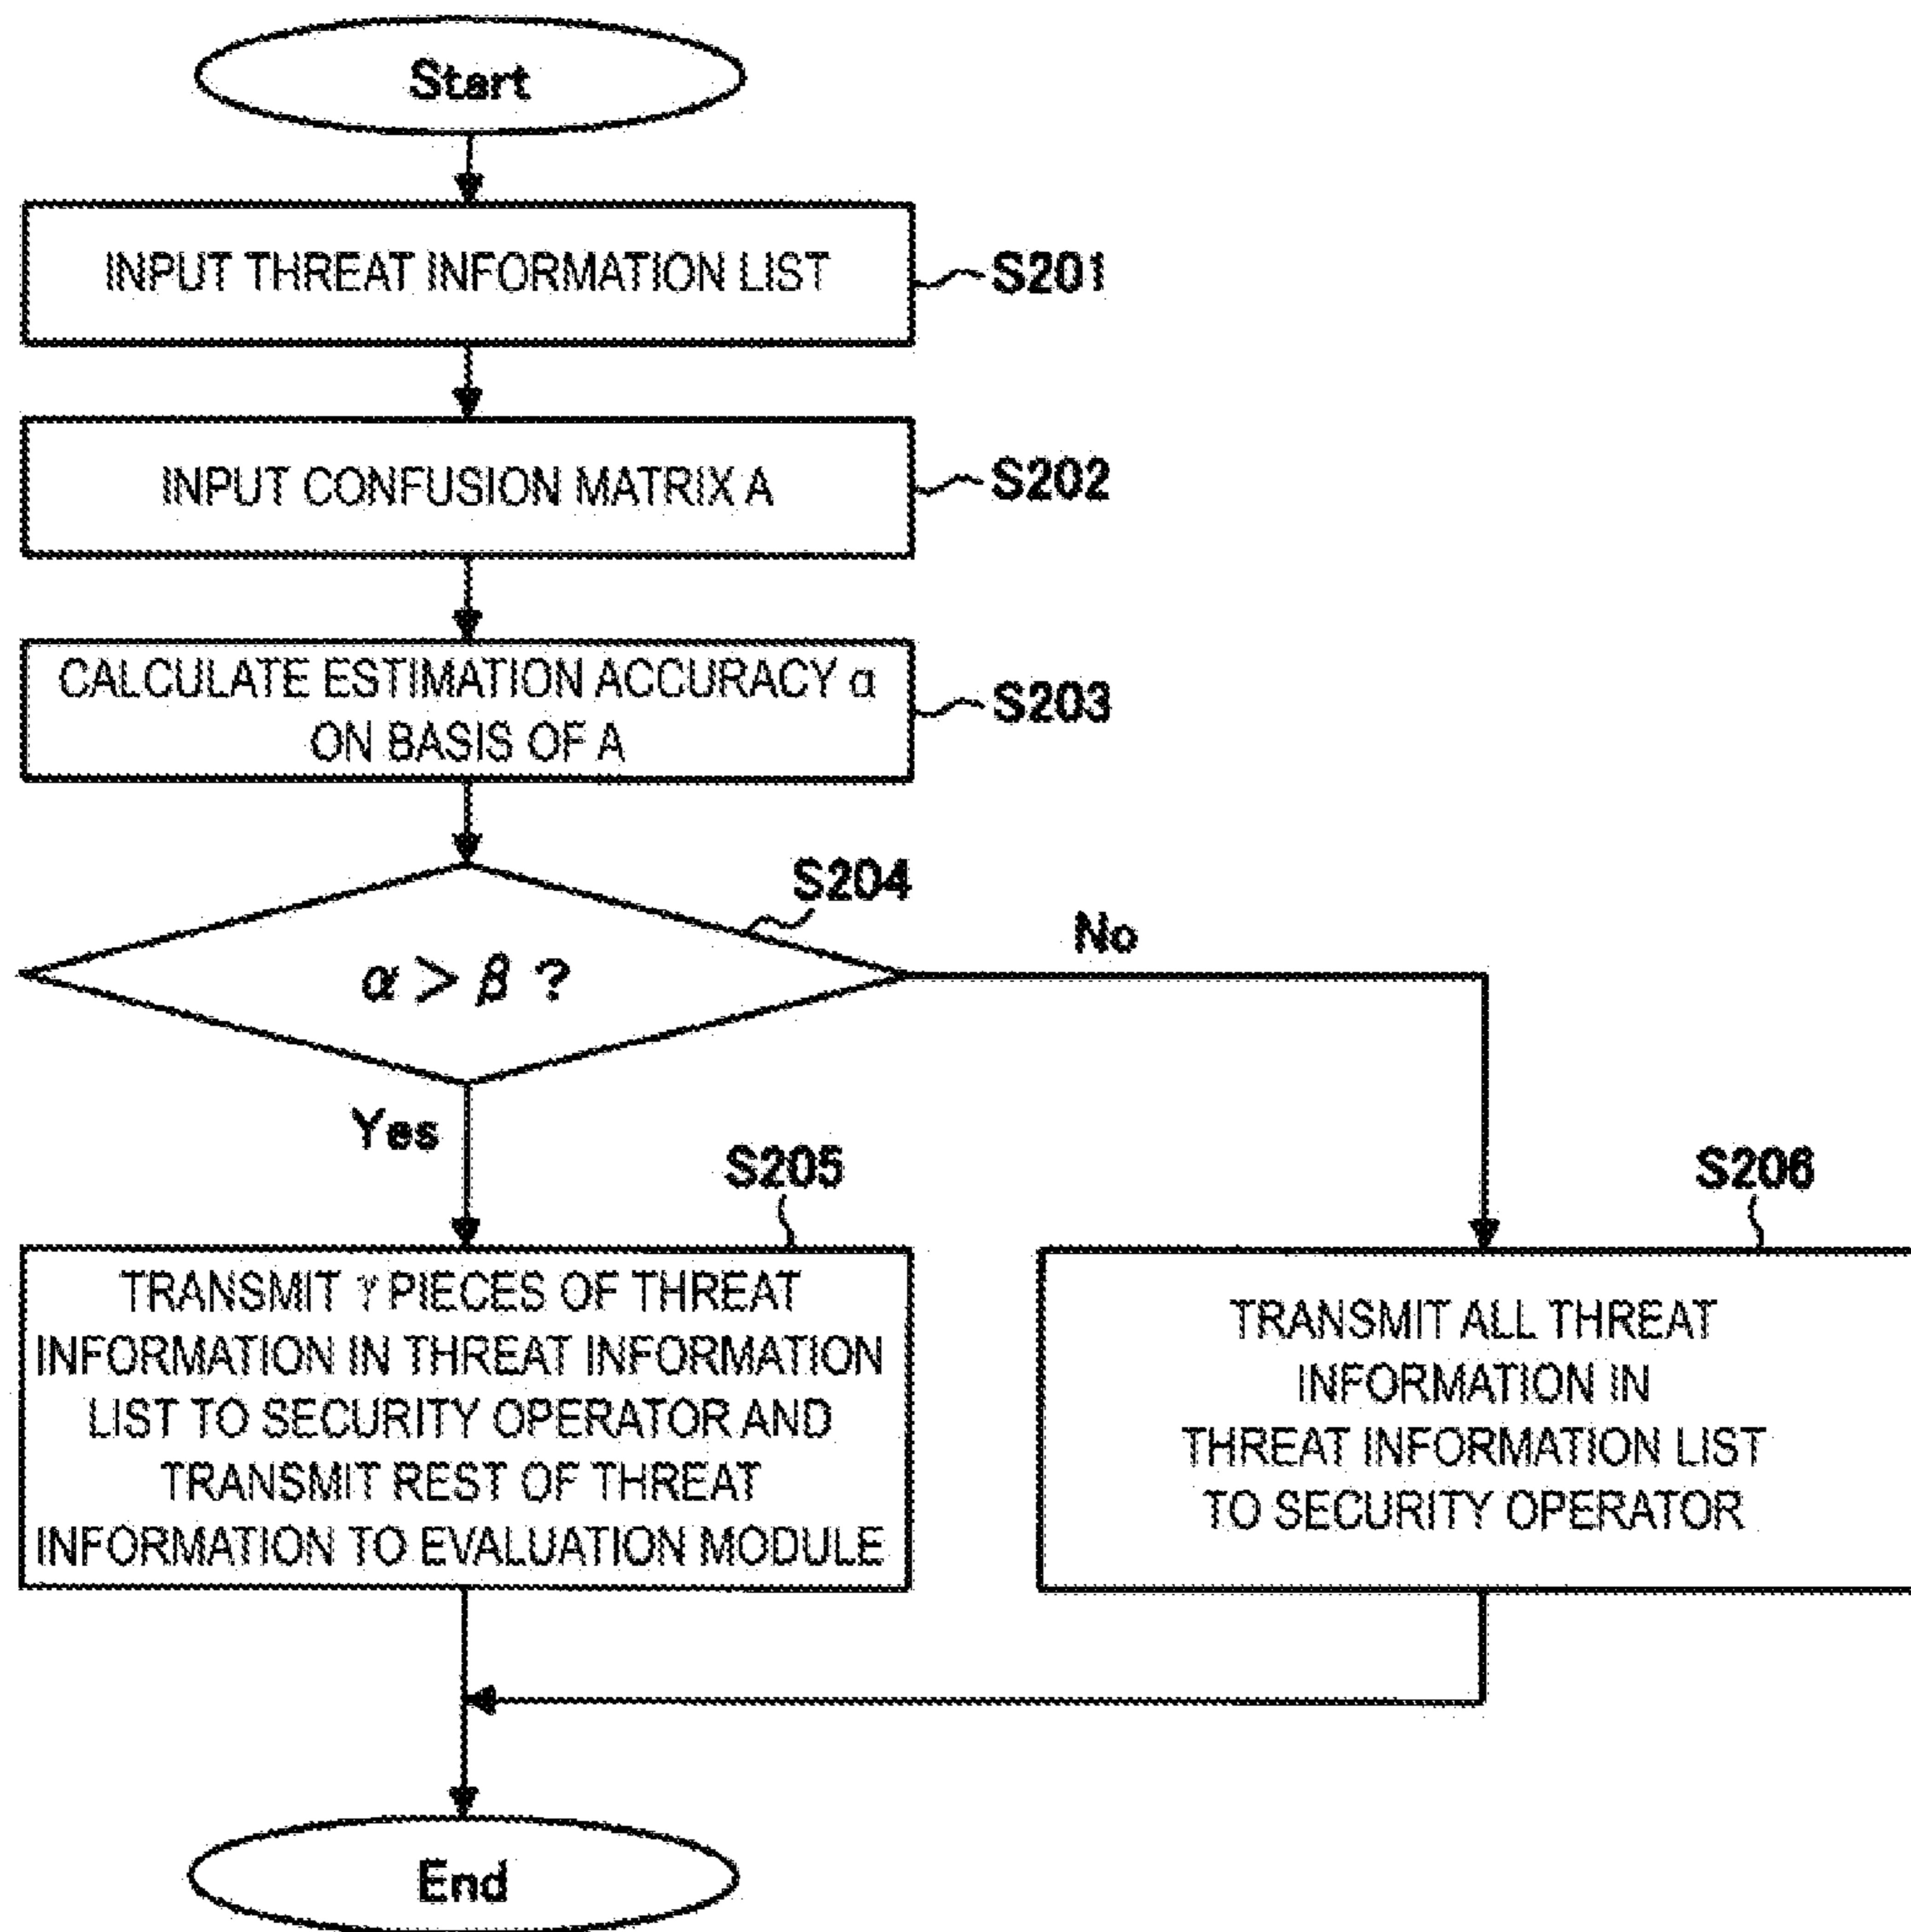 Start
INPUT THREAT INFORMATION LIST
S201
INPUT CONFUSION MATRIX A
S202
CALCULATE ESTIMATION ACCURACY α
ON BASIS OF A
S203
S204
α > β ?
No
Yes
S205
TRANSMIT γ PIECES OF THREAT
INFORMATION IN THREAT INFORMATION
LIST TO SECURITY OPERATOR AND
TRANSMIT REST OF THREAT
INFORMATION TO EVALUATION MODULE
S206
TRANSMIT ALL THREAT
INFORMATION IN
THREAT INFORMATION LIST
TO SECURITY OPERATOR
End